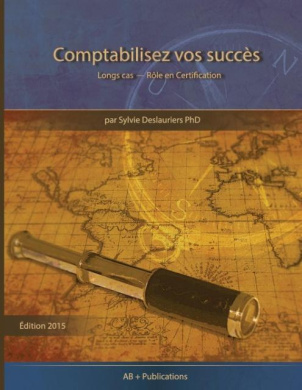 Comptabilisez vos succès
Longs cas — Rôle en Certification
par Sylvie Deslauriers PhD
Édition 2015
AB + Publications